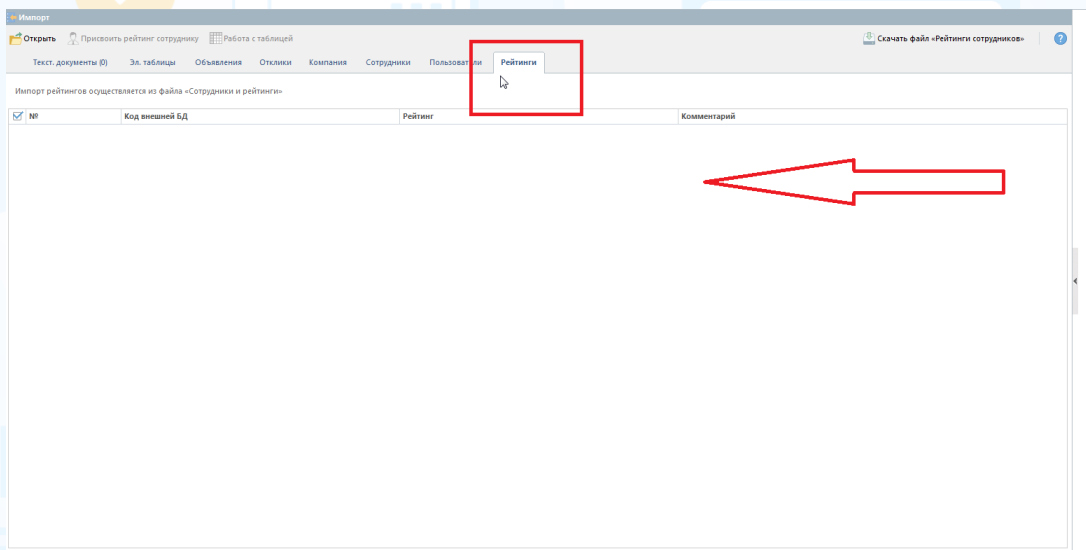 Импорт
Открыть Присвоить рейтинг сотруднику Работа с таблицей Скачать файл «Рейтинги сотрудников» ?
Текст. документы (0) Эл. таблицы Объявления Отклики Компания Сотрудники Пользователи Рейтинги
Импорт рейтингов осуществляется из файла «Сотрудники и рейтинги»
№ Код внешней БД Рейтинг Комментарий